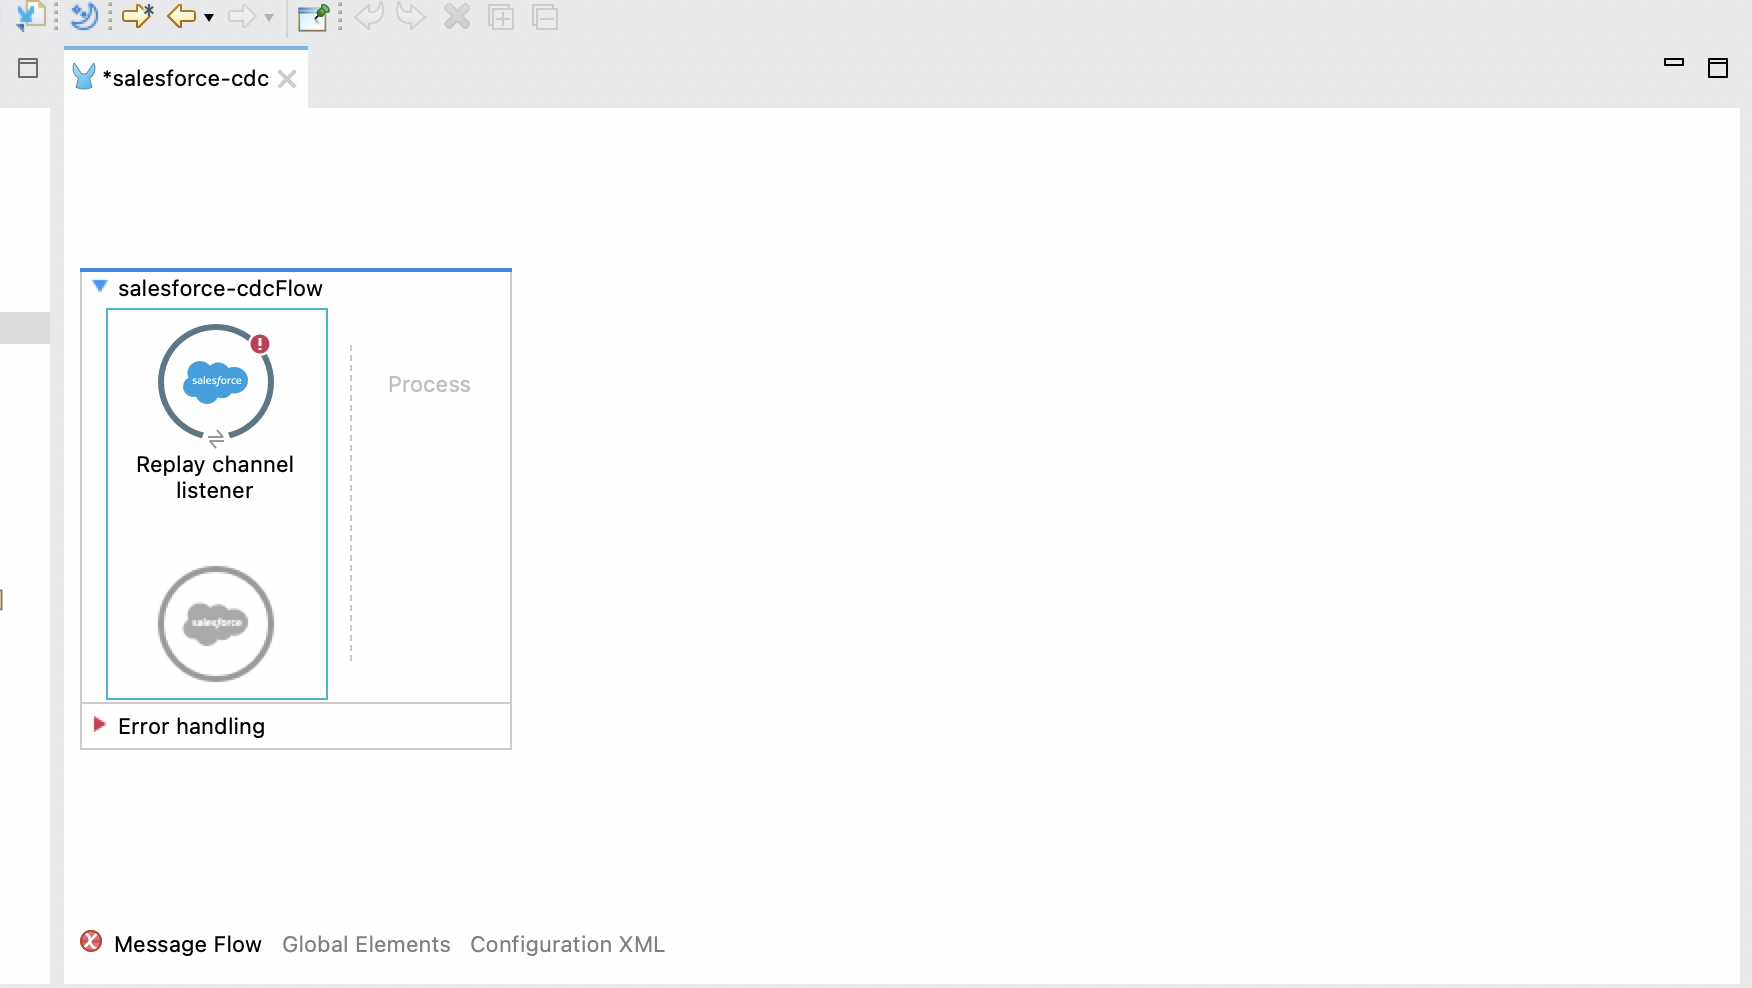 *salesforce-cdc
salesforce-cdcFlow
salesforce
Process
Replay channel
listener
salesforce
Error handling
Message Flow
Global Elements
Configuration XML